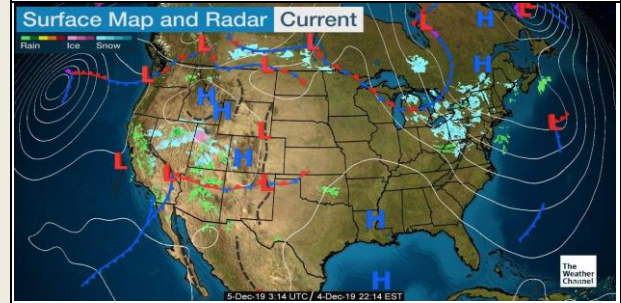 Surface Map and Radar Current
Rain Ice Snow
L L L
L L H H
H H
L L
H
L L L
H
H
The
Weather
Channel
5-Dec-19 3:14 UTC / 4-Dec-19 22:14 EST